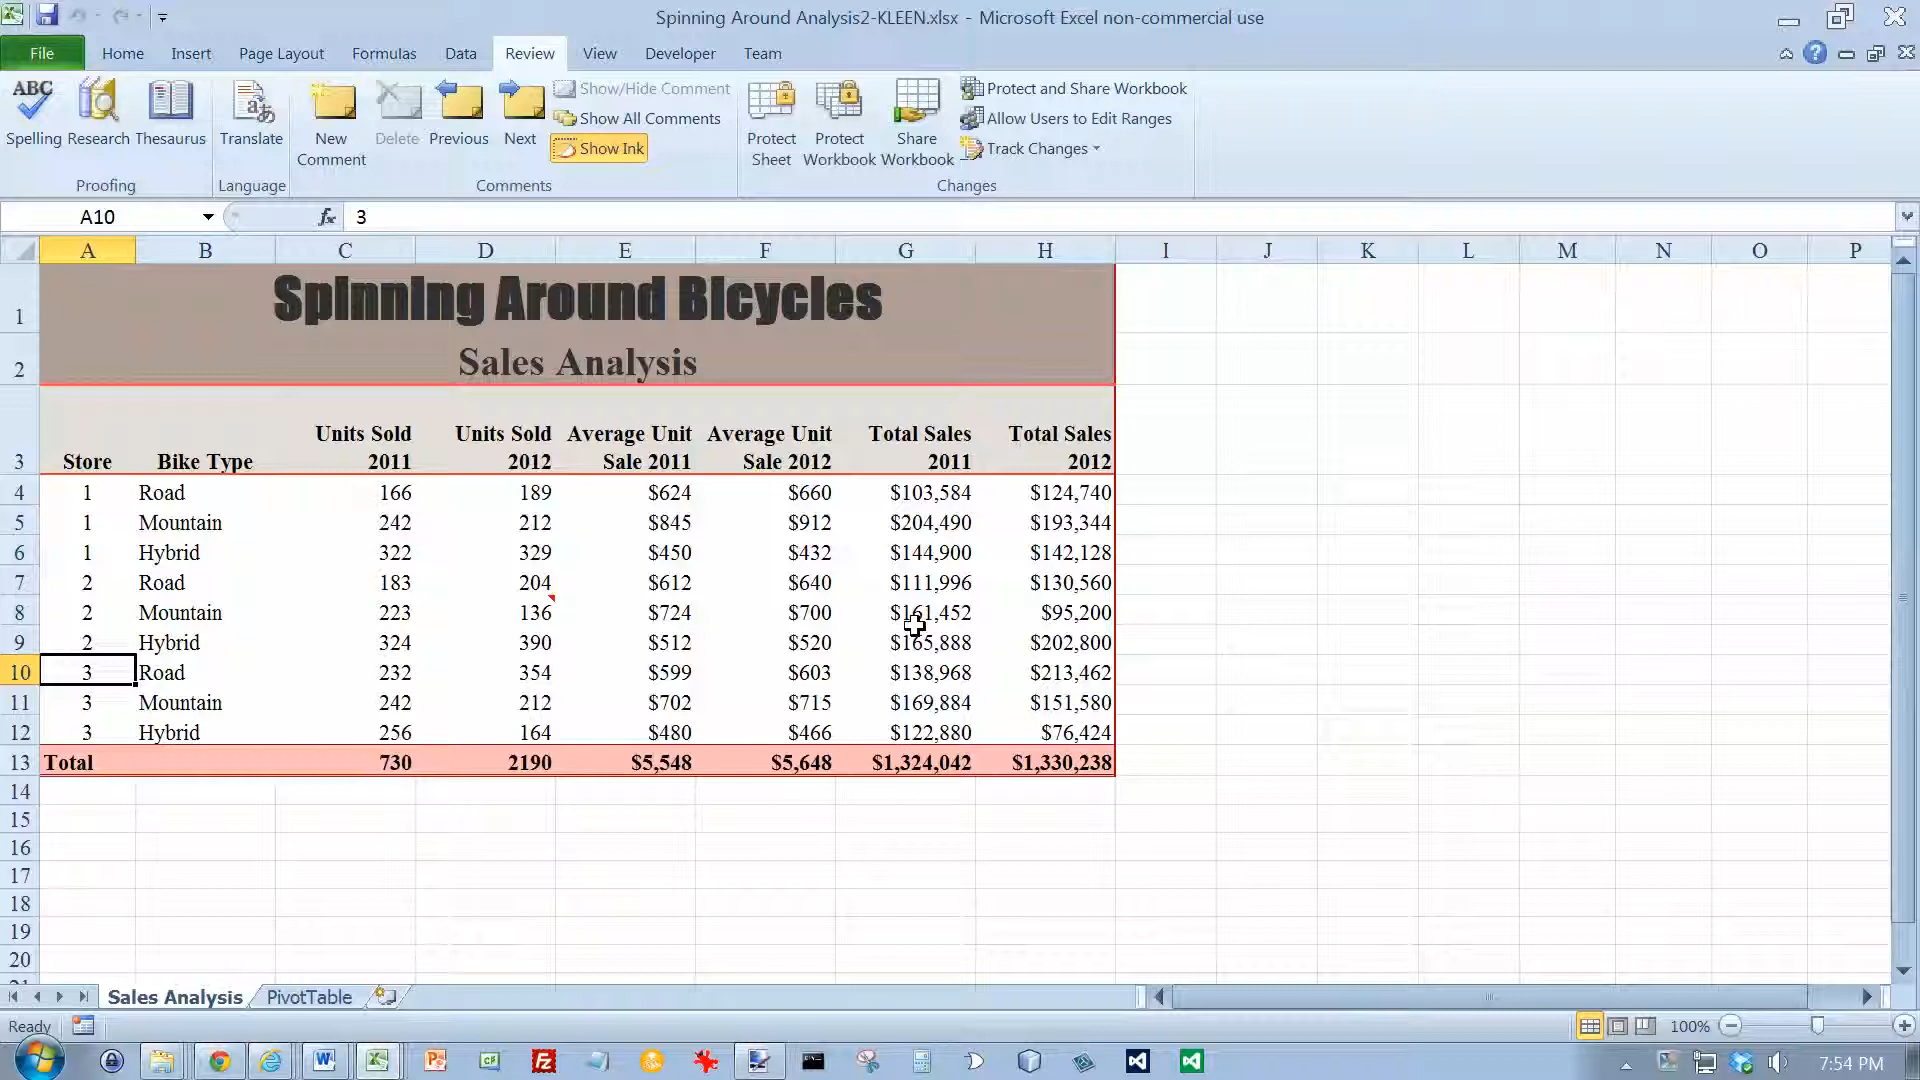 Spinning Around Analysis2-KLEEN.xlsx - Microsoft Excel non-commercial use
File Home Insert Page Layout Formulas Data Review View Developer Team
ABC Show/Hide Comment Protect and Share Workbook
Show All Comments Allow Users to Edit Ranges
Spelling Research Thesaurus Translate New Comment Delete Previous Next Show Ink Protect Sheet Protect Workbook Share Workbook Track Changes
Proofing Language Comments Changes
A10 fx 3
A B C D E F G H I J K L M N O P
1 Spinning Around Bicycles
2 Sales Analysis
Units Sold Units Sold Average Unit Average Unit Total Sales Total Sales
3 Store Bike Type 2011 2012 Sale 2011 Sale 2012 2011 2012
4 1 Road 166 189 $624 $660 $103,584 $124,740
5 1 Mountain 242 212 $845 $912 $204,490 $193,344
6 1 Hybrid 322 329 $450 $432 $144,900 $142,128
7 2 Road 183 204 $612 $640 $111,996 $130,560
8 2 Mountain 223 136 $724 $700 $161,452 $95,200
9 2 Hybrid 324 390 $512 $520 $165,888 $202,800
10 3 Road 232 354 $599 $603 $138,968 $213,462
11 3 Mountain 242 212 $702 $715 $169,884 $151,580
12 3 Hybrid 256 164 $480 $466 $122,880 $76,424
13 Total 730 2190 $5,548 $5,648 $1,324,042 $1,330,238
14
15
16
17
18
19
20
Sales Analysis PivotTable
Ready 100%
7:54 PM